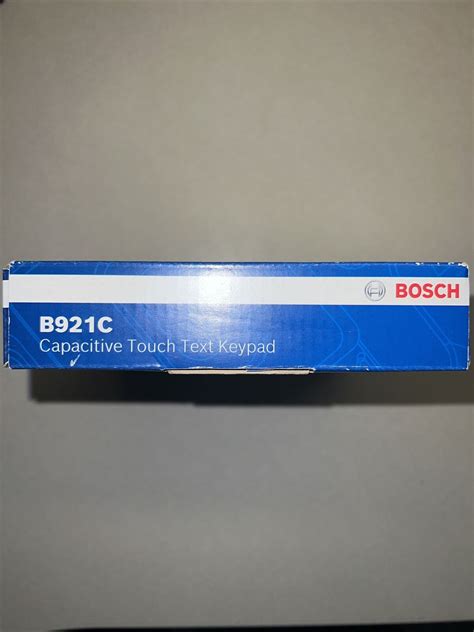 BOSCH
B921C
Capacitive Touch Text Keypad